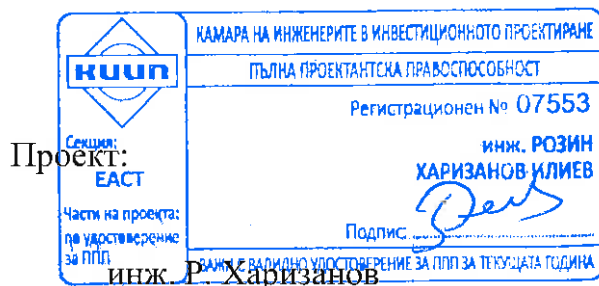 КАМАРА НА ИНЖЕНЕРИТЕ В ИНВЕСТИЦИОННОТО ПРОЕКТИРАНЕ
КИИП
ПЪЛНА ПРОЕКТАНТСКА ПРАВОСПОСОБНОСТ
Регистрационен № 07553
Секция:
ЕАСТ
инж. РОЗИН
ХАРИЗАНОВ ИЛИЕВ
Проект:
Части на проекта:
по удостоверение
за ППП
Подпис:
ВАЖИ С ВАЛИДНО УДОСТОВЕРЕНИЕ ЗА ППП ЗА ТЕКУЩАТА ГОДИНА
инж. Р. Харизанов